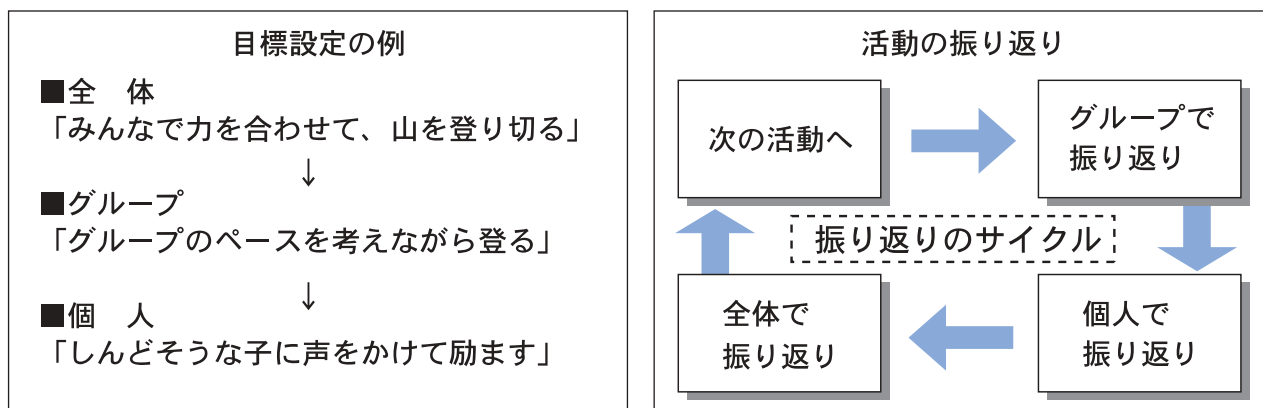 目標設定の例
■全　体
「みんなで力を合わせて、山を登り切る」
↓
■グループ
「グループのペースを考えながら登る」
↓
■個　人
「しんどそうな子に声をかけて励ます」
活動の振り返り
次の活動へ
グループで
振り返り
振り返りのサイクル
全体で
振り返り
個人で
振り返り